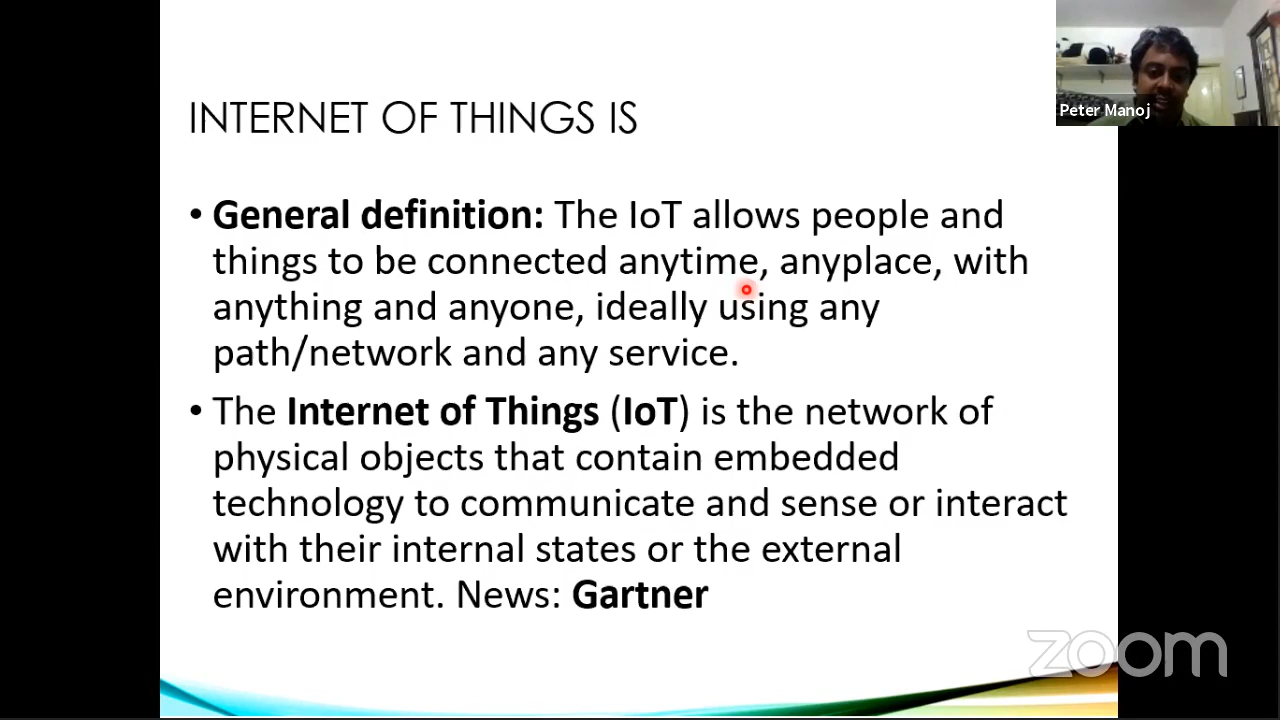 INTERNET OF THINGS IS
Peter Manoj
• General definition: The IoT allows people and
things to be connected anytime, anyplace, with
anything and anyone, ideally using any
path/network and any service.
• The Internet of Things (IoT) is the network of
physical objects that contain embedded
technology to communicate and sense or interact
with their internal states or the external
environment. News: Gartner
zoom